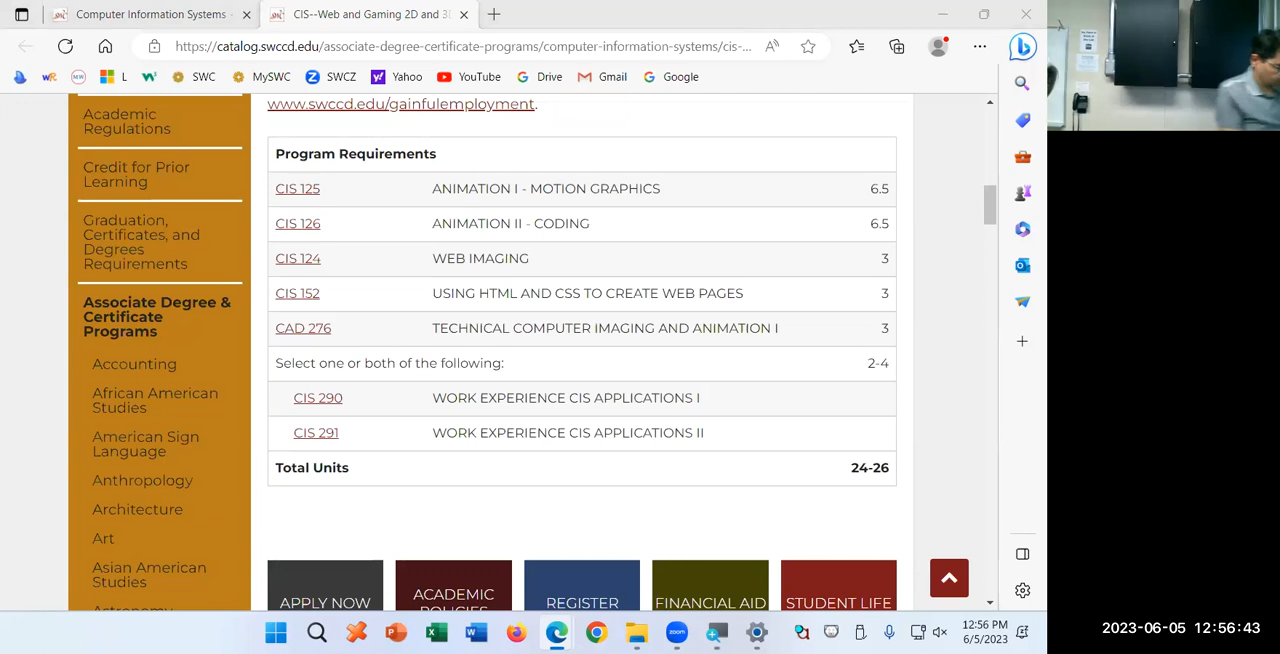 Computer Information Systems
CIS--Web and Gaming 2D and 3
https://catalog.swccd.edu/associate-degree-certificate-programs/computer-information-systems/cis-...
L
SWC
MySWC
SWCZ
Yahoo
YouTube
Drive
Gmail
Google
www.swccd.edu/gainfulemployment.
Academic
Regulations
Credit for Prior
Learning
Graduation,
Certificates, and
Degrees
Requirements
Associate Degree &
Certificate
Programs
Accounting
African American
Studies
American Sign
Language
Anthropology
Architecture
Art
Asian American
Studies
Astronomy
Program Requirements
CIS 125 ANIMATION I - MOTION GRAPHICS 6.5
CIS 126 ANIMATION II - CODING 6.5
CIS 124 WEB IMAGING 3
CIS 152 USING HTML AND CSS TO CREATE WEB PAGES 3
CAD 276 TECHNICAL COMPUTER IMAGING AND ANIMATION I 3
Select one or both of the following: 2-4
CIS 290 WORK EXPERIENCE CIS APPLICATIONS I
CIS 291 WORK EXPERIENCE CIS APPLICATIONS II
Total Units 24-26
APPLY NOW
ACADEMIC
POLICIES
REGISTER
FINANCIAL AID
STUDENT LIFE
zoom
12:56 PM
6/5/2023
2023-06-05 12:56:43